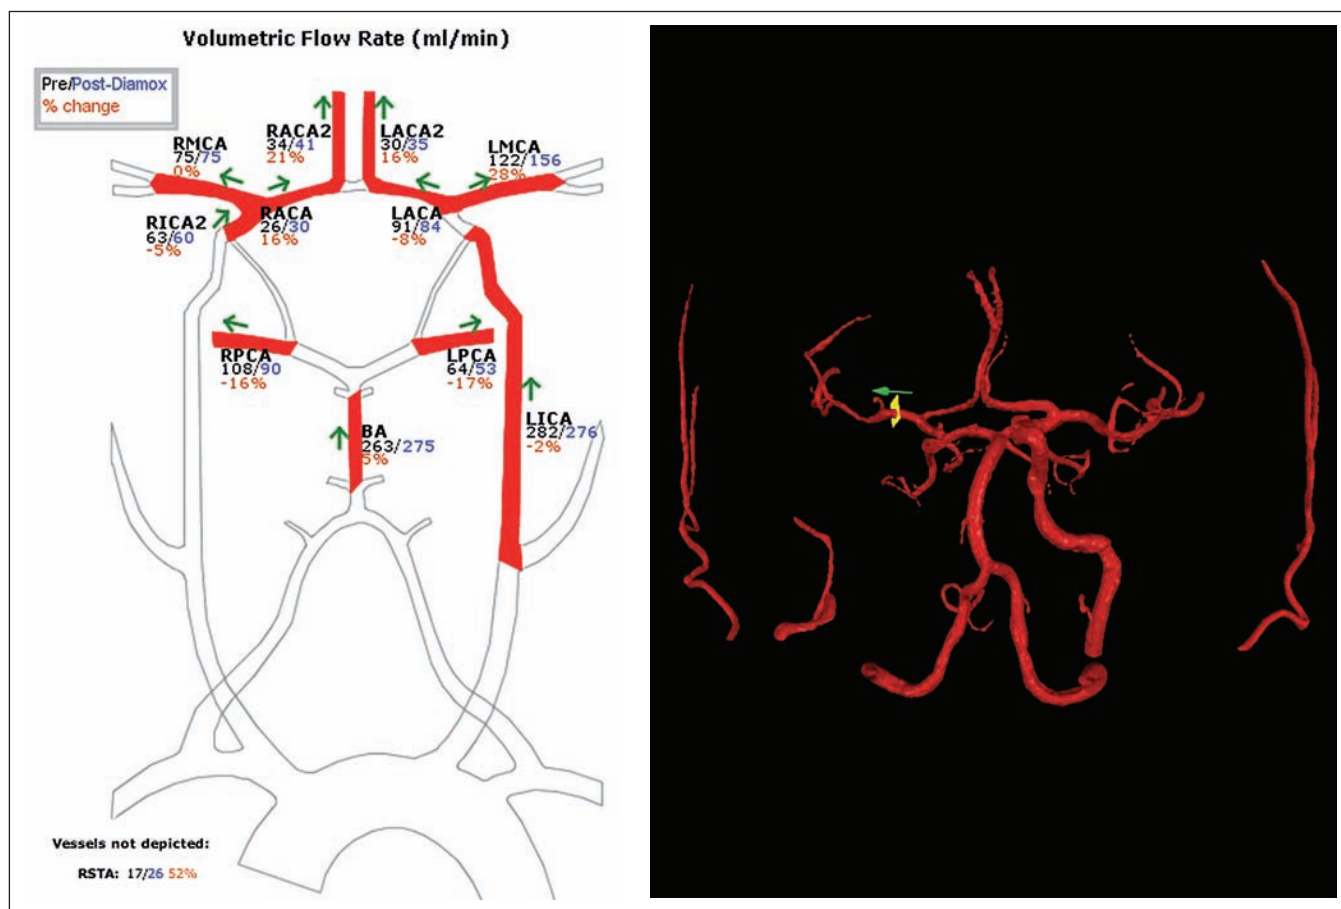 Volumetric Flow Rate (ml/min)
Pre/Post-Diamox
% change
RACA2
34/41
21%
LACA2
30/35
16%
RMCA
75/75
0%
LMCA
122/156
28%
RICA2
63/60
-5%
RACA
26/30
16%
LACA
91/84
-8%
RPCA
108/90
-16%
LPCA
64/53
-17%
BA
263/275
5%
LICA
282/276
-2%
Vessels not depicted:
RSTA: 17/26 52%